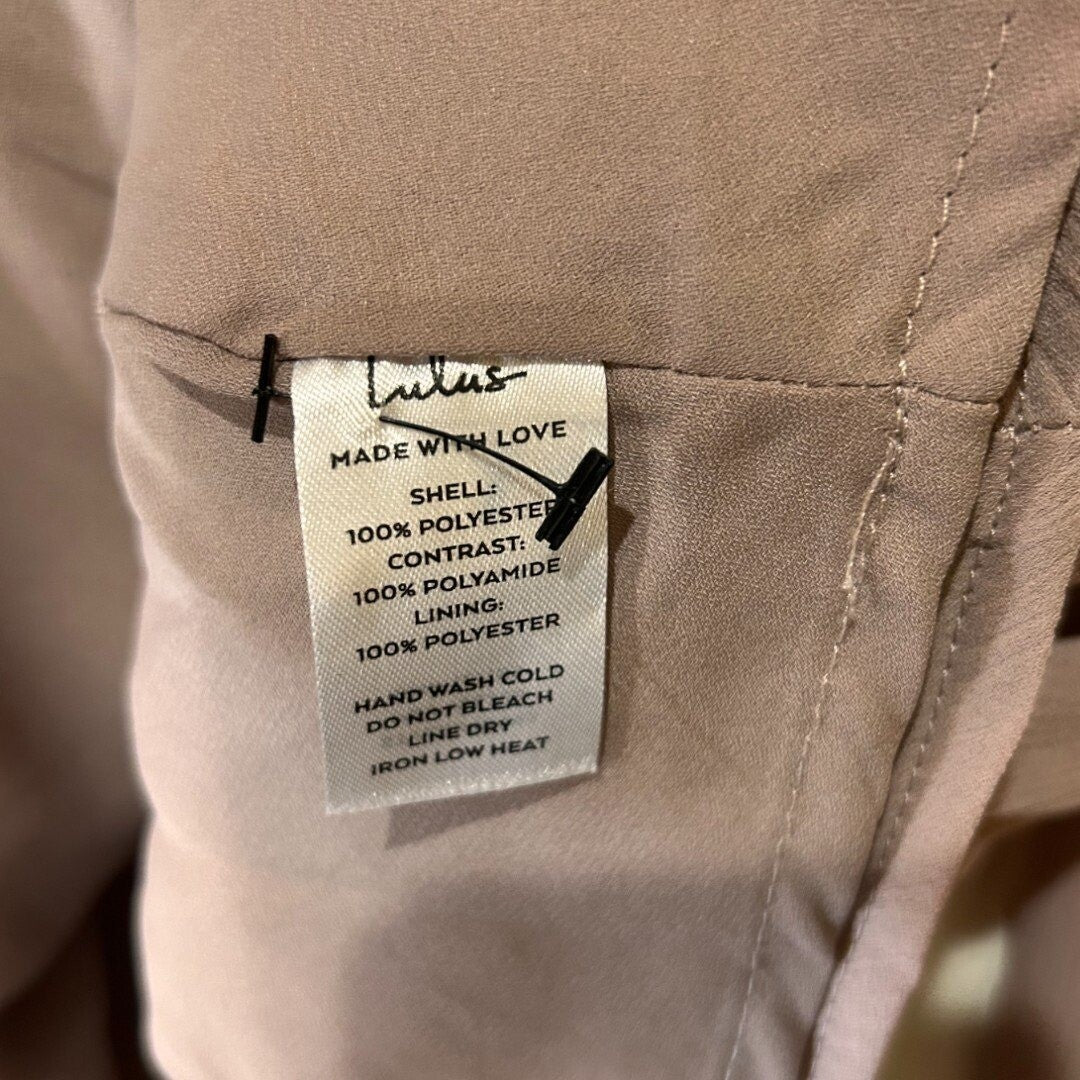 Lulus
MADE WITH LOVE
SHELL:
100% POLYESTER
CONTRAST:
100% POLYAMIDE
LINING:
100% POLYESTER
HAND WASH COLD
DO NOT BLEACH
LINE DRY
IRON LOW HEAT